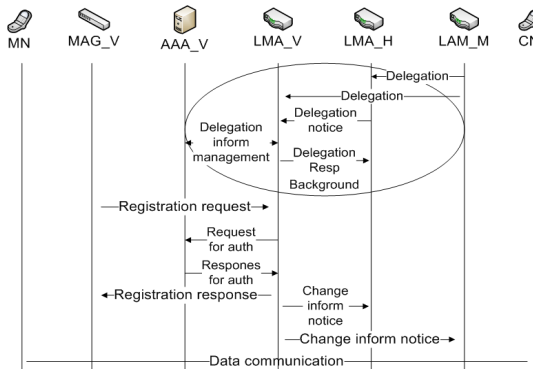 MN MAG_V AAA_V LMA_V LMA_H LAM_M CN
Delegation
Delegation
Delegation
notice
Delegation
inform
management
Delegation
Resp
Background
Registration request
Request
for auth
Respones
for auth
Registration response
Change
inform
notice
Change inform notice
Data communication